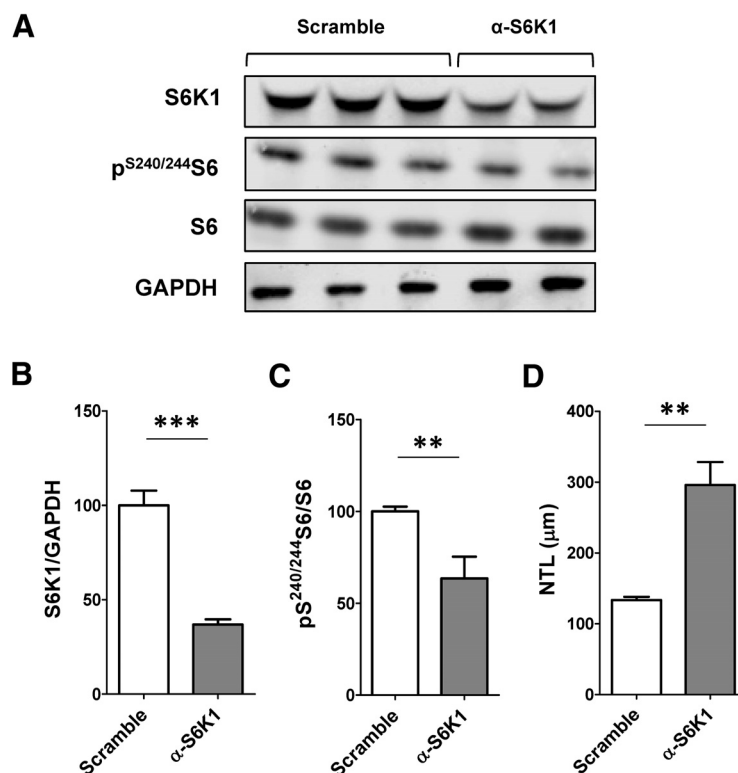 A
Scramble
α-S6K1
S6K1
pS240/244S6
S6
GAPDH
B
***
150
100
50
0
S6K1/GAPDH
Scramble
α-S6K1
C
**
150
100
50
0
pS240/244S6/S6
Scramble
α-S6K1
D
**
400
300
200
100
0
NTL (μm)
Scramble
α-S6K1